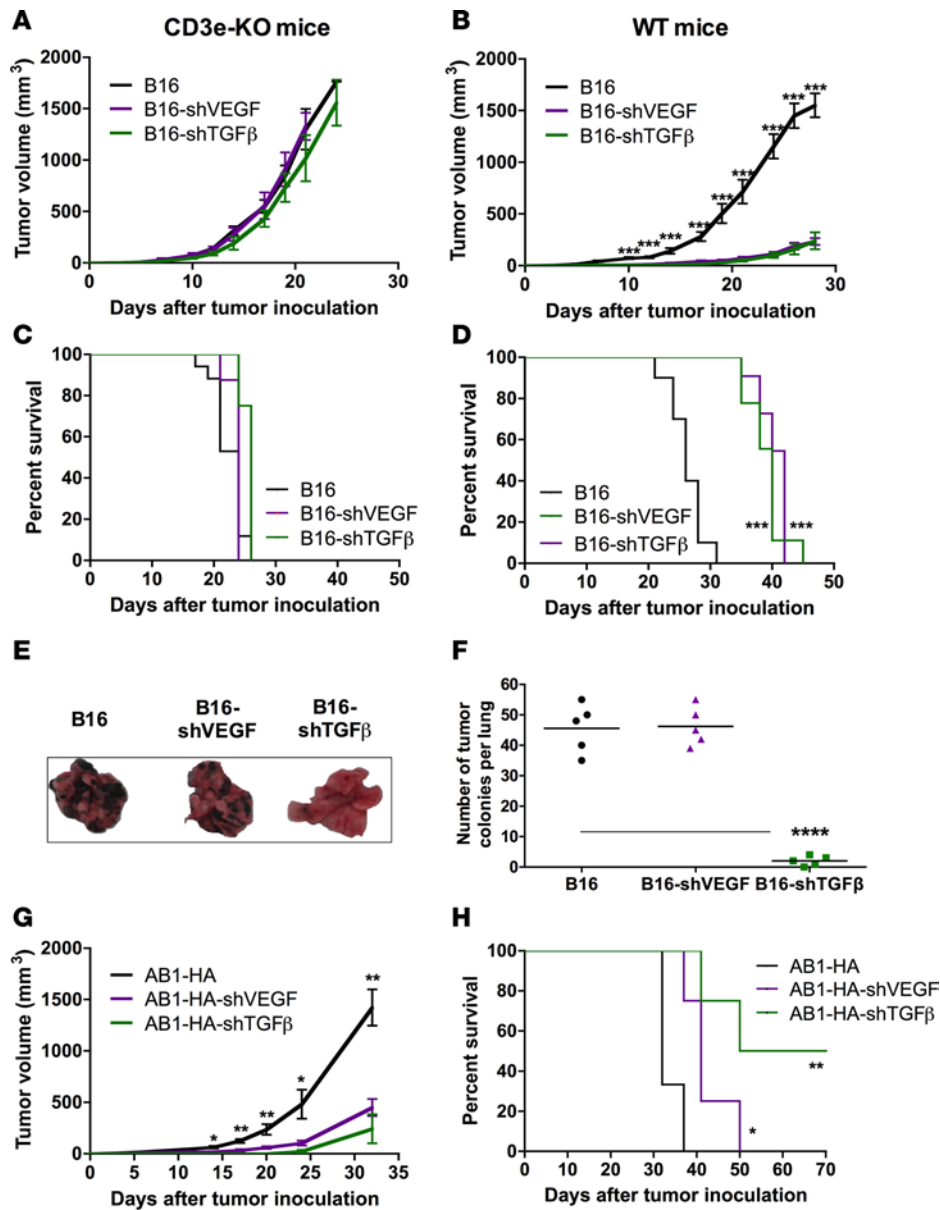 A
CD3e-KO mice
Tumor volume (mm³)
2000
1500
1000
500
0
B16
B16-shVEGF
B16-shTGFβ
0 10 20 30
Days after tumor inoculation
B
WT mice
Tumor volume (mm³)
2000
1500
1000
500
0
B16
B16-shVEGF
B16-shTGFβ
*** *** *** *** *** *** *** *** ***
0 10 20 30
Days after tumor inoculation
C
Percent survival
100
80
60
40
20
0
B16
B16-shVEGF
B16-shTGFβ
0 10 20 30 40 50
Days after tumor inoculation
D
Percent survival
100
80
60
40
20
0
B16
B16-shVEGF
B16-shTGFβ
*** ***
0 10 20 30 40 50
Days after tumor inoculation
E
B16
B16-
shVEGF
B16-
shTGFβ
F
Number of tumor
colonies per lung
60
50
40
30
20
10
0
****
B16 B16-shVEGF B16-shTGFβ
G
Tumor volume (mm³)
2000
1500
1000
500
0
AB1-HA
AB1-HA-shVEGF
AB1-HA-shTGFβ
* ** ** * **
0 5 10 15 20 25 30 35
Days after tumor inoculation
H
Percent survival
100
80
60
40
20
0
AB1-HA
AB1-HA-shVEGF
AB1-HA-shTGFβ
**
*
0 10 20 30 40 50 60 70
Days after tumor inoculation